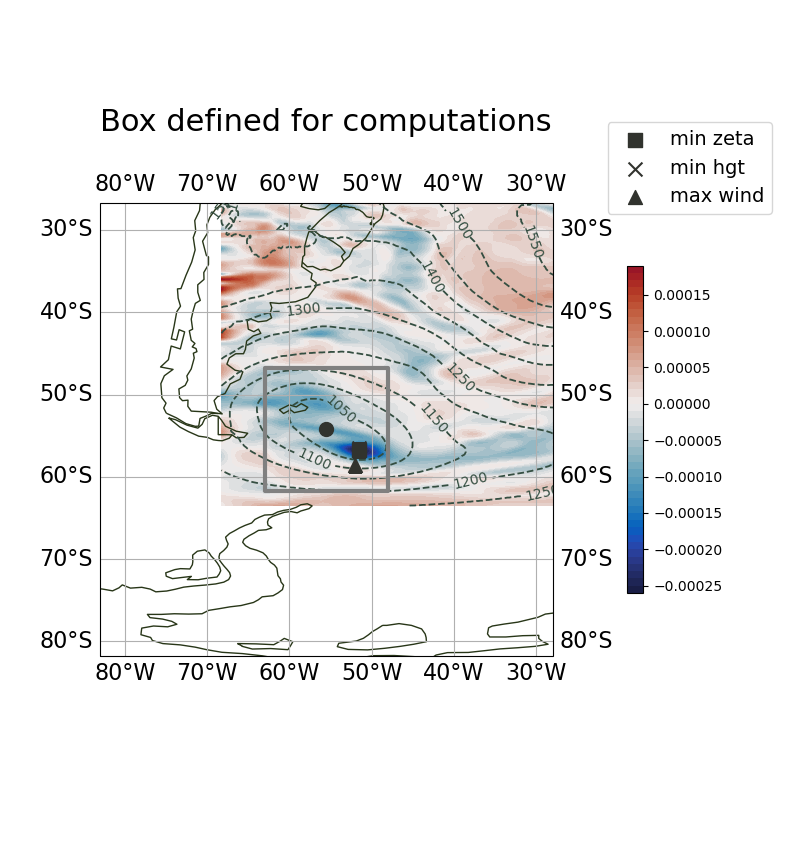 Box defined for computations
min zeta
min hgt
max wind
80°W 70°W 60°W 50°W 40°W 30°W
30°S 30°S
40°S 40°S
50°S 50°S
60°S 60°S
70°S 70°S
80°S 80°S
80°W 70°W 60°W 50°W 40°W 30°W
1500
1550
1400
1300
1250
1050
1150
1100
1200
1250
0.00015
0.00010
0.00005
0.00000
−0.00005
−0.00010
−0.00015
−0.00020
−0.00025